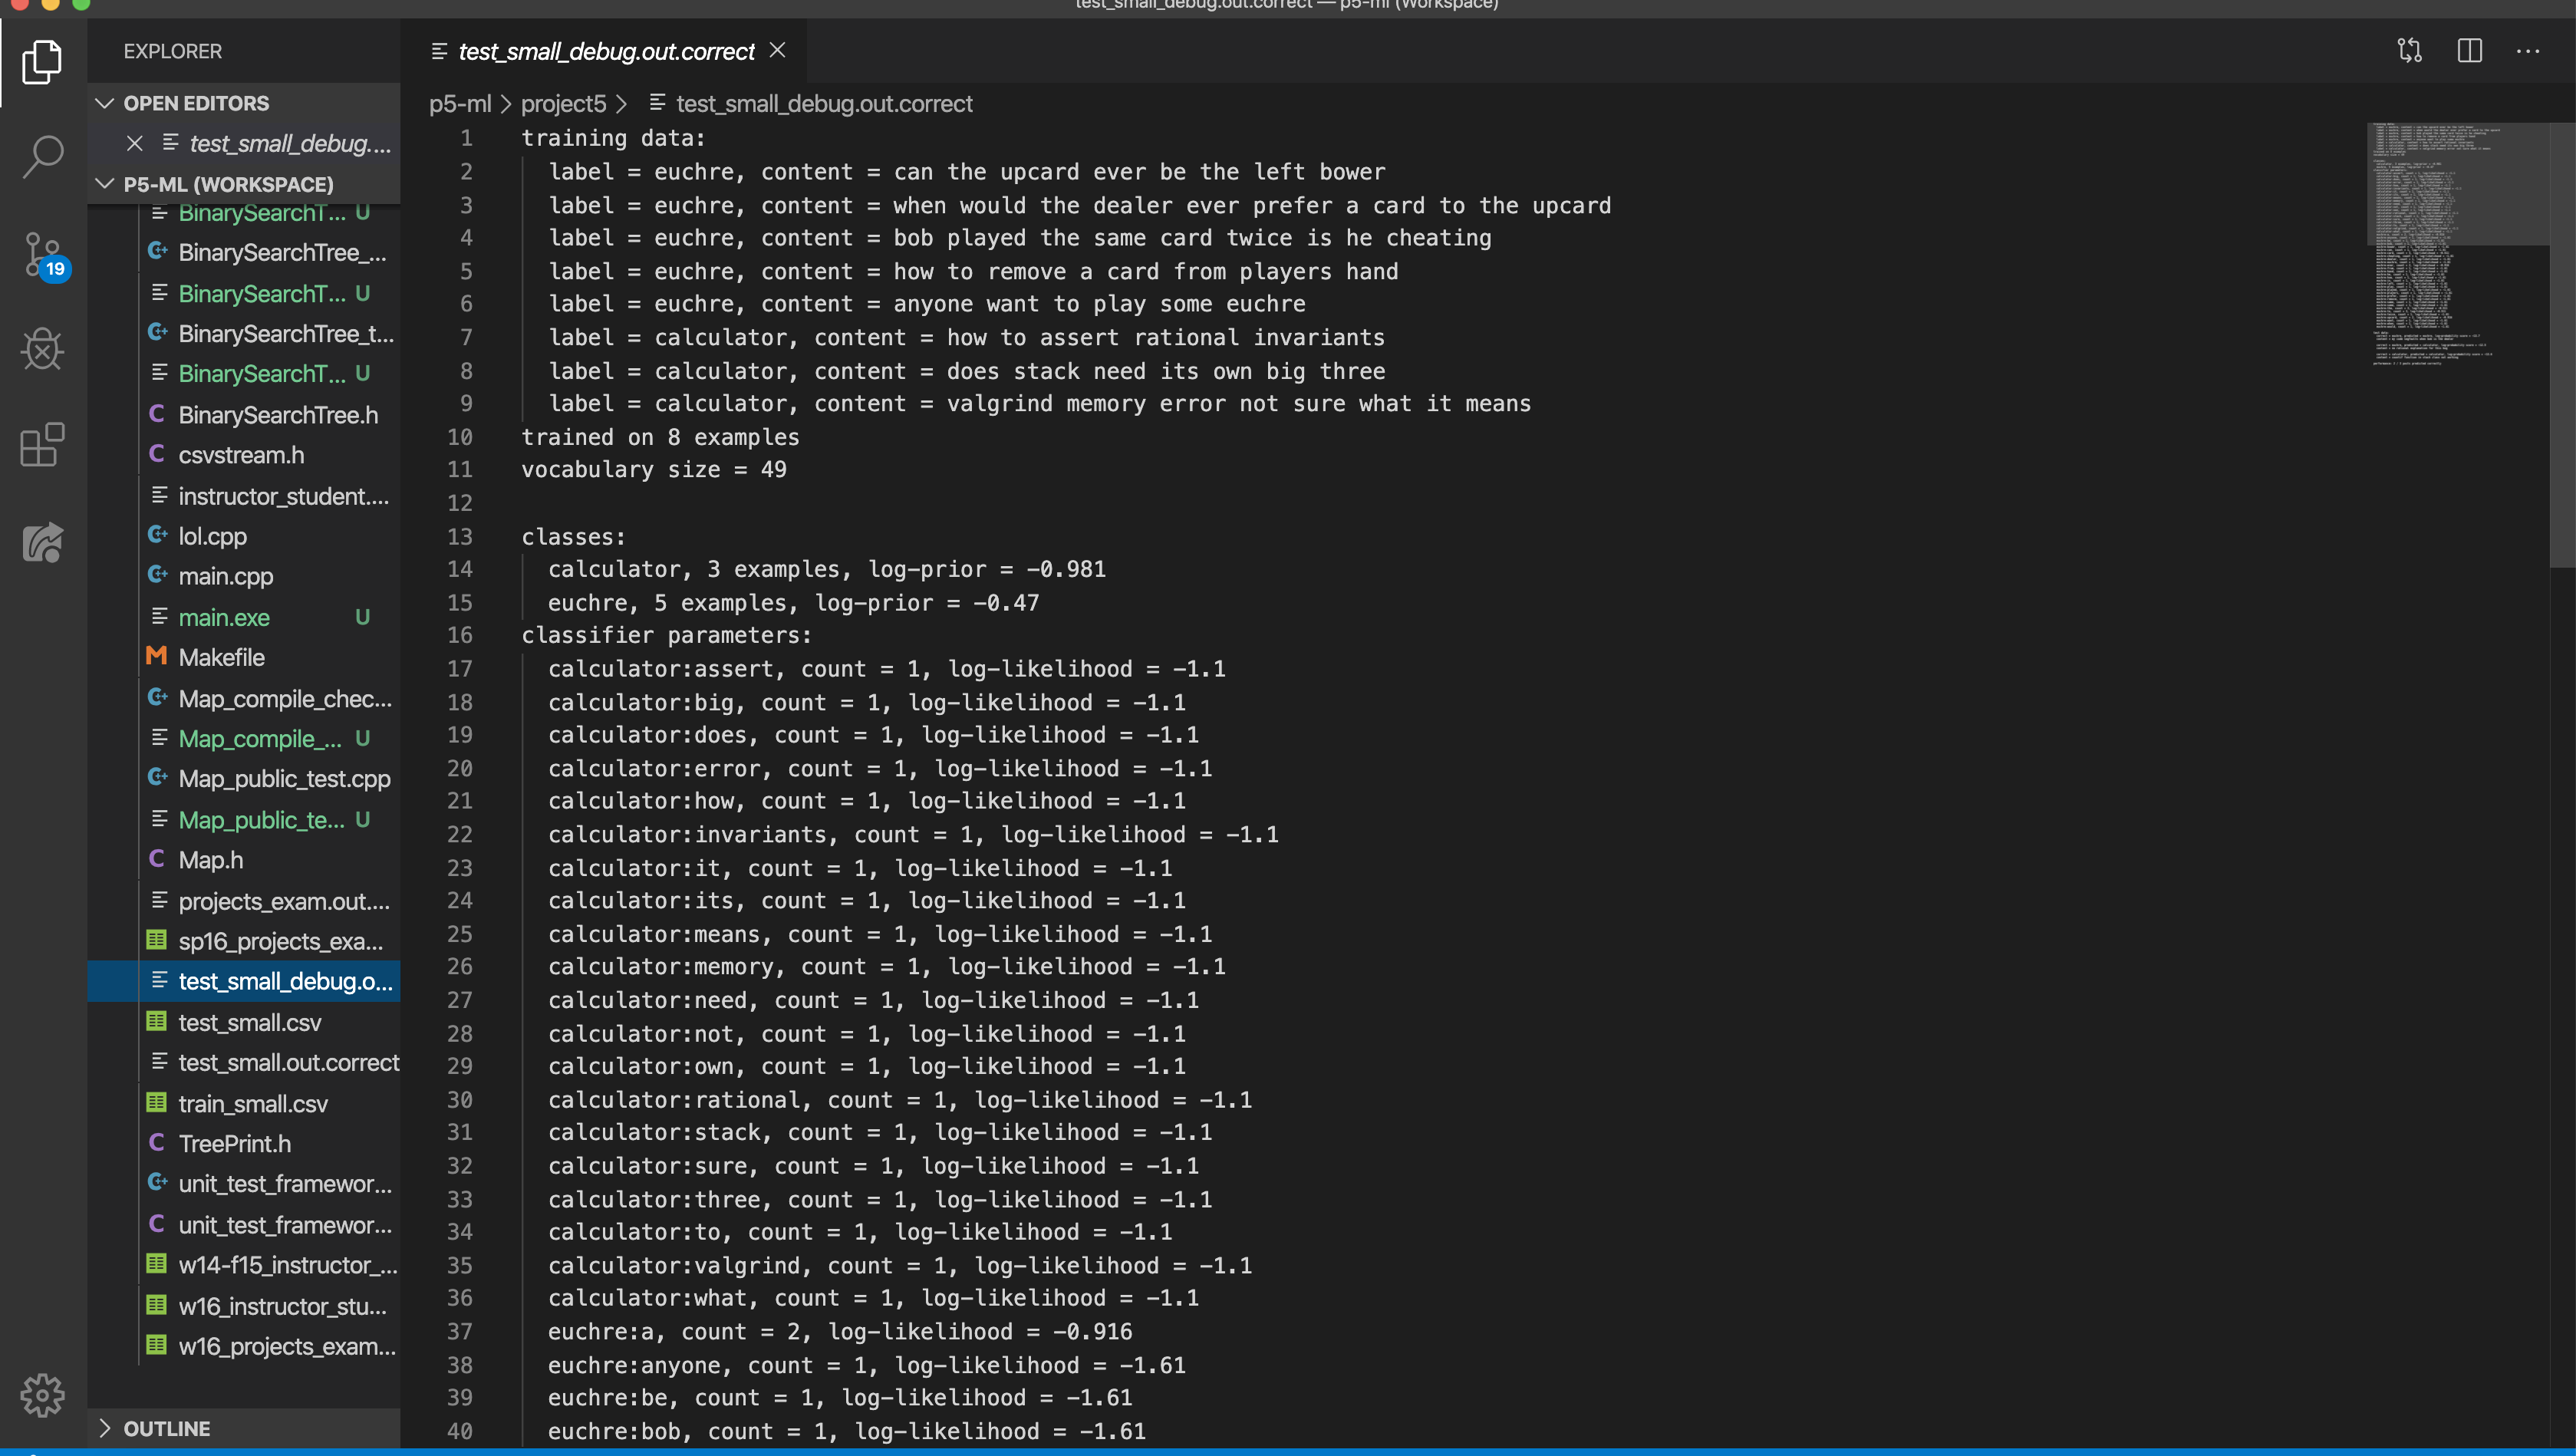 test_small_debug.out.correct — p5-ml (Workspace)
EXPLORER
OPEN EDITORS
test_small_debug....
P5-ML (WORKSPACE)
BinarySearchT... U
BinarySearchTree_...
BinarySearchT... U
BinarySearchTree_t...
BinarySearchT... U
BinarySearchTree.h
csvstream.h
instructor_student....
lol.cpp
main.cpp
main.exe U
Makefile
Map_compile_chec...
Map_compile_... U
Map_public_test.cpp
Map_public_te... U
Map.h
projects_exam.out....
sp16_projects_exa...
test_small_debug.o...
test_small.csv
test_small.out.correct
train_small.csv
TreePrint.h
unit_test_framewor...
unit_test_framewor...
w14-f15_instructor_...
w16_instructor_stu...
w16_projects_exam...
OUTLINE
19
test_small_debug.out.correct
p5-ml > project5 > test_small_debug.out.correct
1 training data:
2 label = euchre, content = can the upcard ever be the left bower
3 label = euchre, content = when would the dealer ever prefer a card to the upcard
4 label = euchre, content = bob played the same card twice is he cheating
5 label = euchre, content = how to remove a card from players hand
6 label = euchre, content = anyone want to play some euchre
7 label = calculator, content = how to assert rational invariants
8 label = calculator, content = does stack need its own big three
9 label = calculator, content = valgrind memory error not sure what it means
10 trained on 8 examples
11 vocabulary size = 49
12
13 classes:
14 calculator, 3 examples, log-prior = -0.981
15 euchre, 5 examples, log-prior = -0.47
16 classifier parameters:
17 calculator:assert, count = 1, log-likelihood = -1.1
18 calculator:big, count = 1, log-likelihood = -1.1
19 calculator:does, count = 1, log-likelihood = -1.1
20 calculator:error, count = 1, log-likelihood = -1.1
21 calculator:how, count = 1, log-likelihood = -1.1
22 calculator:invariants, count = 1, log-likelihood = -1.1
23 calculator:it, count = 1, log-likelihood = -1.1
24 calculator:its, count = 1, log-likelihood = -1.1
25 calculator:means, count = 1, log-likelihood = -1.1
26 calculator:memory, count = 1, log-likelihood = -1.1
27 calculator:need, count = 1, log-likelihood = -1.1
28 calculator:not, count = 1, log-likelihood = -1.1
29 calculator:own, count = 1, log-likelihood = -1.1
30 calculator:rational, count = 1, log-likelihood = -1.1
31 calculator:stack, count = 1, log-likelihood = -1.1
32 calculator:sure, count = 1, log-likelihood = -1.1
33 calculator:three, count = 1, log-likelihood = -1.1
34 calculator:to, count = 1, log-likelihood = -1.1
35 calculator:valgrind, count = 1, log-likelihood = -1.1
36 calculator:what, count = 1, log-likelihood = -1.1
37 euchre:a, count = 2, log-likelihood = -0.916
38 euchre:anyone, count = 1, log-likelihood = -1.61
39 euchre:be, count = 1, log-likelihood = -1.61
40 euchre:bob, count = 1, log-likelihood = -1.61